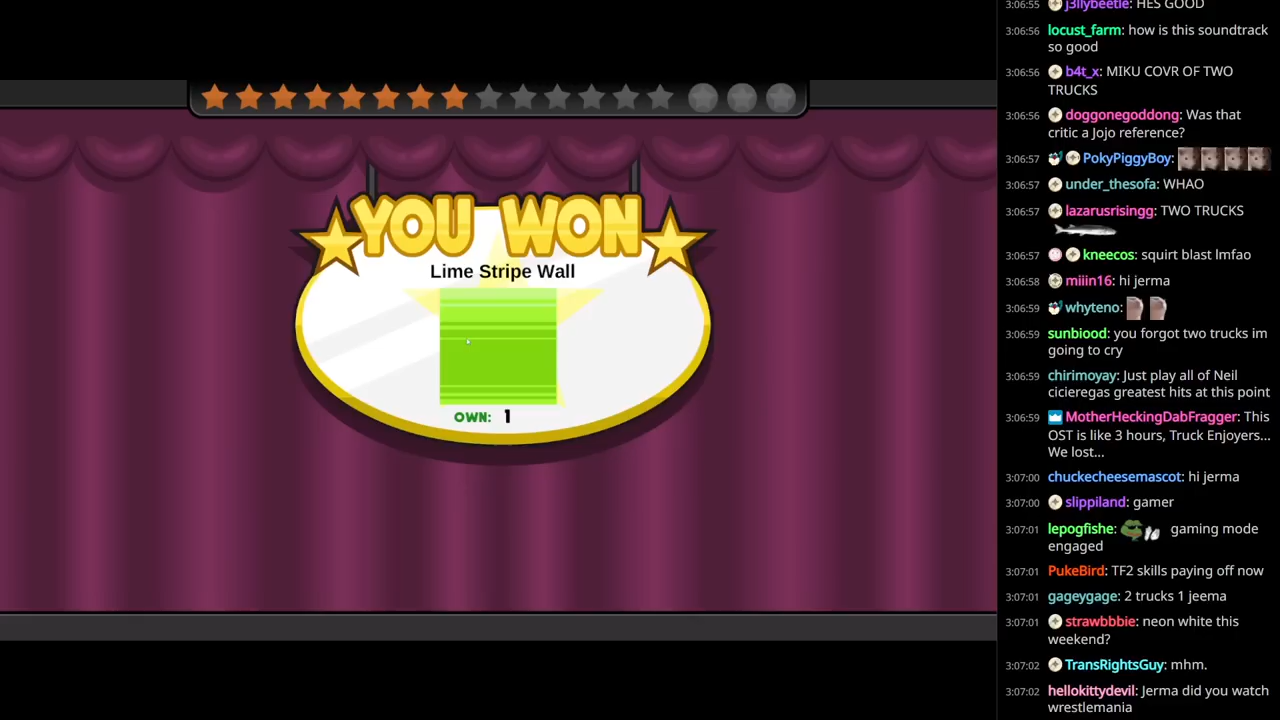 YOU WON
Lime Stripe Wall
OWN: 1
3:06:55 j3llybeetle: HES GOOD
3:06:56 locust_farm: how is this soundtrack
so good
3:06:56 b4t_x: MIKU COVR OF TWO
TRUCKS
3:06:56 doggonegoddong: Was that
critic a Jojo reference?
3:06:57 PokyPiggyBoy:
3:06:57 under_thesofa: WHAO
3:06:57 lazarusrisingg: TWO TRUCKS
3:06:57 kneecos: squirt blast lmfao
3:06:58 miiin16: hi jerma
3:06:59 whyteno:
3:06:59 sunbiood: you forgot two trucks im
going to cry
3:06:59 chirimoyay: Just play all of Neil
cicieregas greatest hits at this point
3:06:59 MotherHeckingDabFragger: This
OST is like 3 hours, Truck Enjoyers...
We lost...
3:07:00 chuckecheesemascot: hi jerma
3:07:00 slippiland: gamer
3:07:01 lepogfishe: gaming mode
engaged
3:07:01 PukeBird: TF2 skills paying off now
3:07:01 gageygage: 2 trucks 1 jeema
3:07:01 strawbbbie: neon white this
weekend?
3:07:02 TransRightsGuy: mhm.
3:07:02 hellokittydevil: Jerma did you watch
wrestlemania